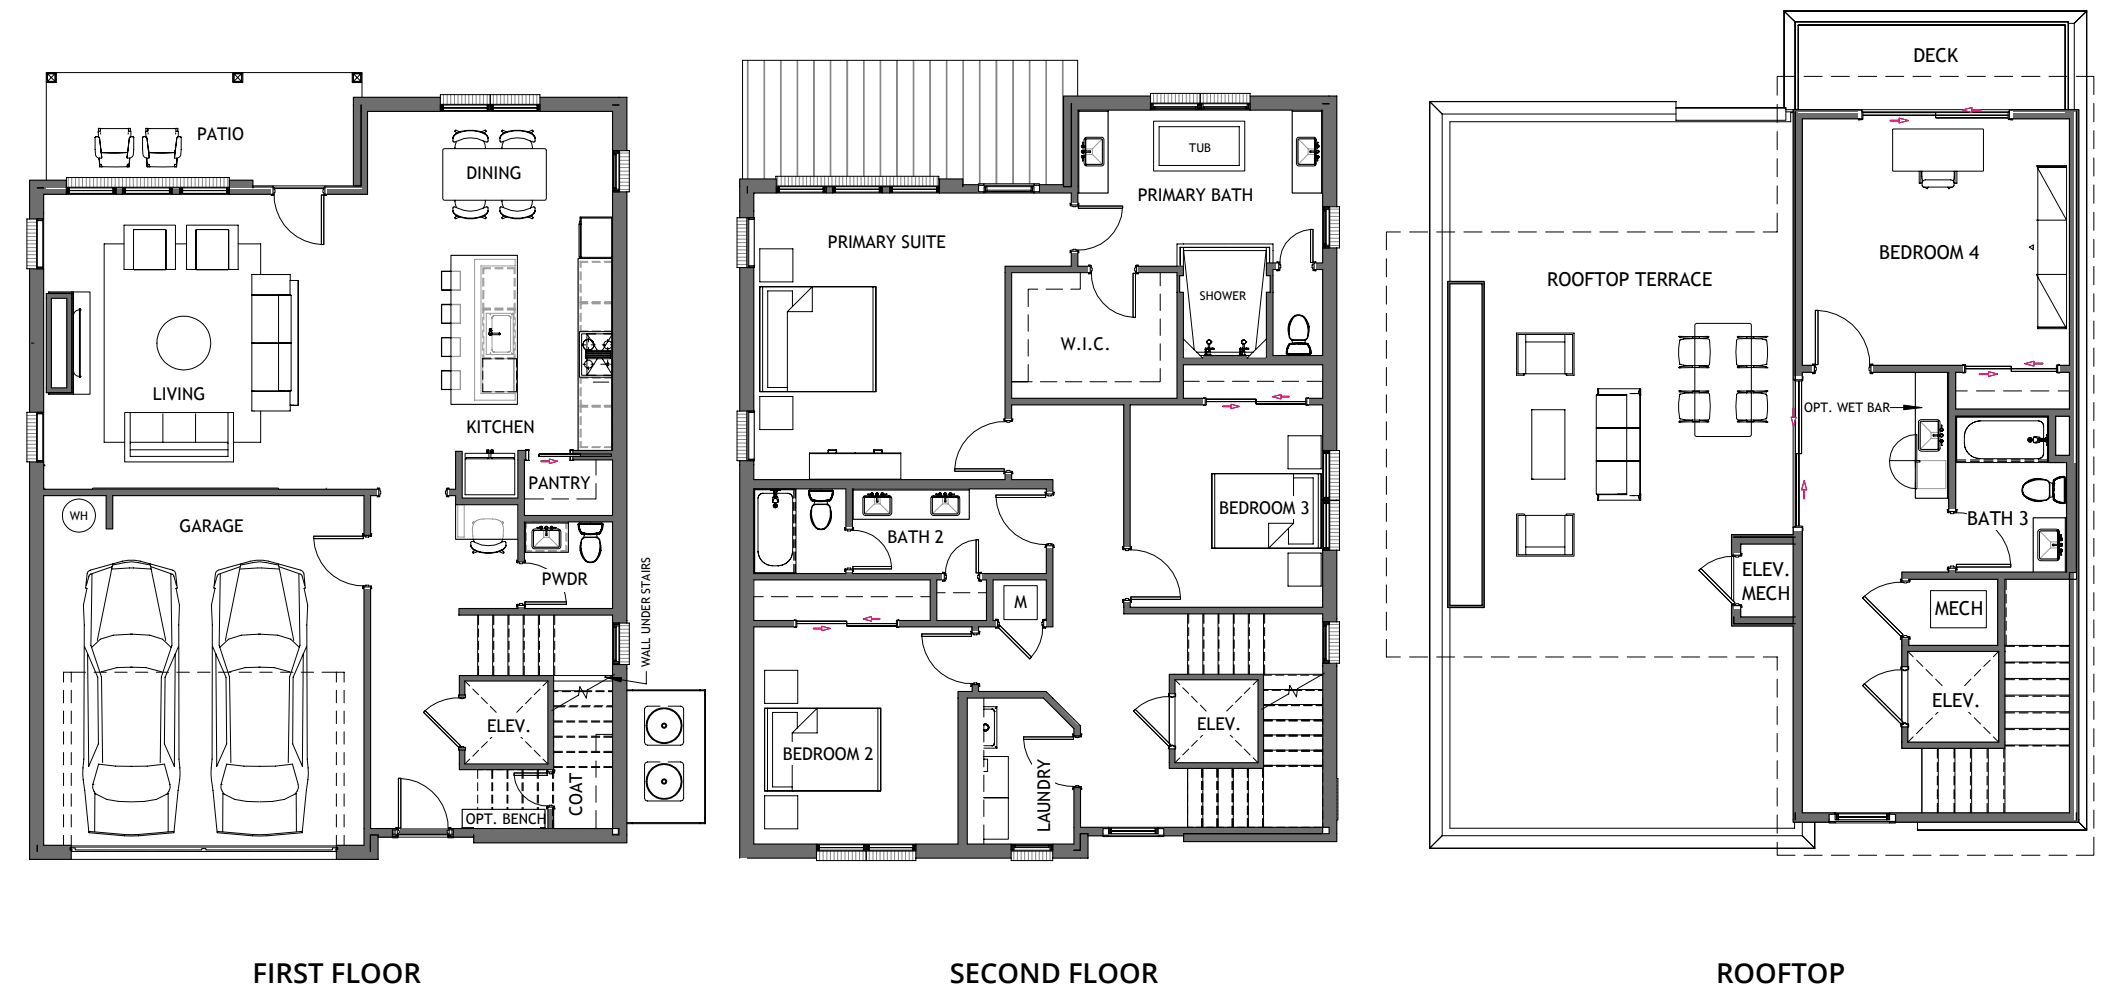 PATIO
DINING
LIVING
KITCHEN
PANTRY
WH
GARAGE
PWDR
WALL UNDER STAIRS
ELEV.
COAT
OPT. BENCH
FIRST FLOOR
TUB
PRIMARY BATH
PRIMARY SUITE
SHOWER
W.I.C.
BEDROOM 3
BATH 2
M
BEDROOM 2
ELEV.
LAUNDRY
SECOND FLOOR
DECK
BEDROOM 4
ROOFTOP TERRACE
OPT. WET BAR
BATH 3
ELEV.
MECH
MECH
ELEV.
ROOFTOP